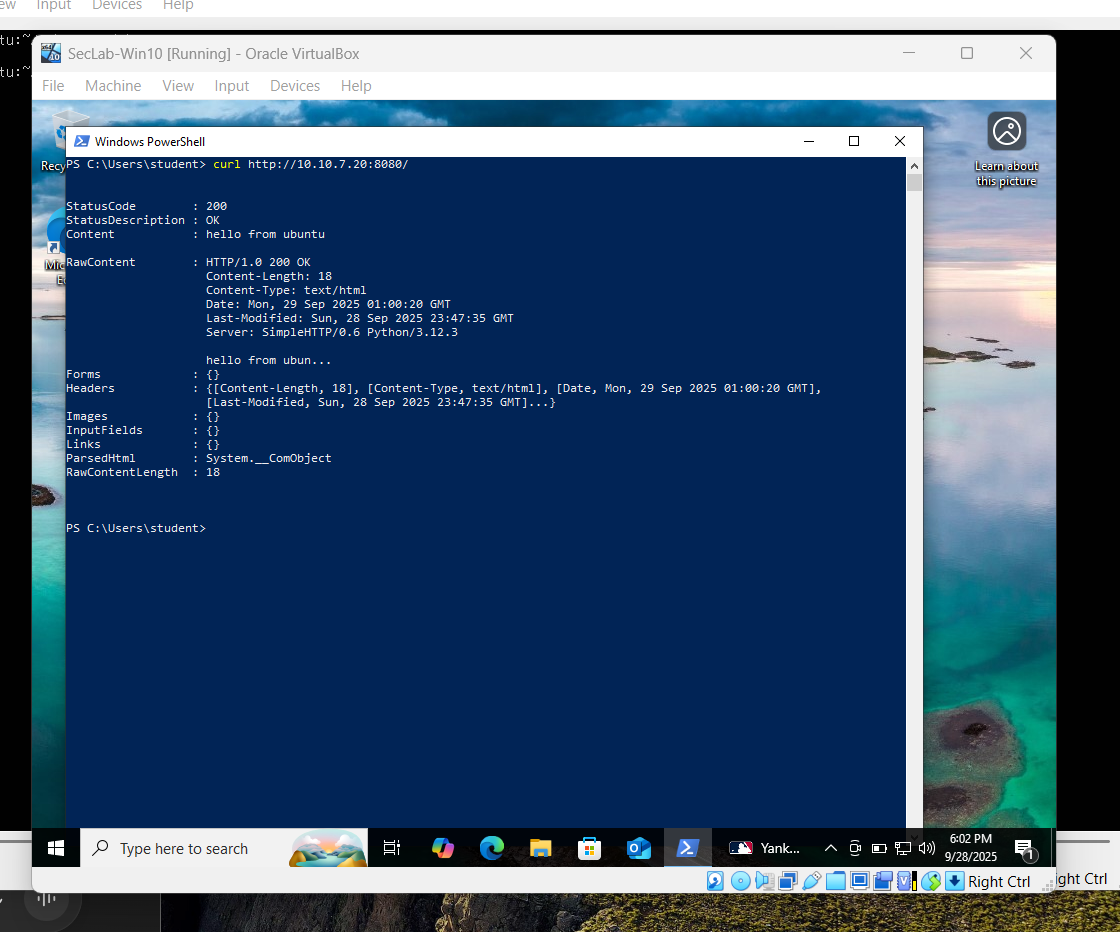 ew Input Devices Help
tu:~
SecLab-Win10 [Running] - Oracle VirtualBox
tu:~
File Machine View Input Devices Help
Windows PowerShell
Recy
Learn about
this picture
PS C:\Users\student> curl http://10.10.7.20:8080/
StatusCode : 200
StatusDescription : OK
Content : hello from ubuntu
RawContent : HTTP/1.0 200 OK
Content-Length: 18
Content-Type: text/html
Date: Mon, 29 Sep 2025 01:00:20 GMT
Last-Modified: Sun, 28 Sep 2025 23:47:35 GMT
Server: SimpleHTTP/0.6 Python/3.12.3
hello from ubun...
Forms : {}
Headers : {[Content-Length, 18], [Content-Type, text/html], [Date, Mon, 29 Sep 2025 01:00:20 GMT],
[Last-Modified, Sun, 28 Sep 2025 23:47:35 GMT]...}
Images : {}
InputFields : {}
Links : {}
ParsedHtml : System.__ComObject
RawContentLength : 18
PS C:\Users\student>
Mic
E
Type here to search
Yank...
6:02 PM
9/28/2025
1
Right Ctrl
ght Ctrl